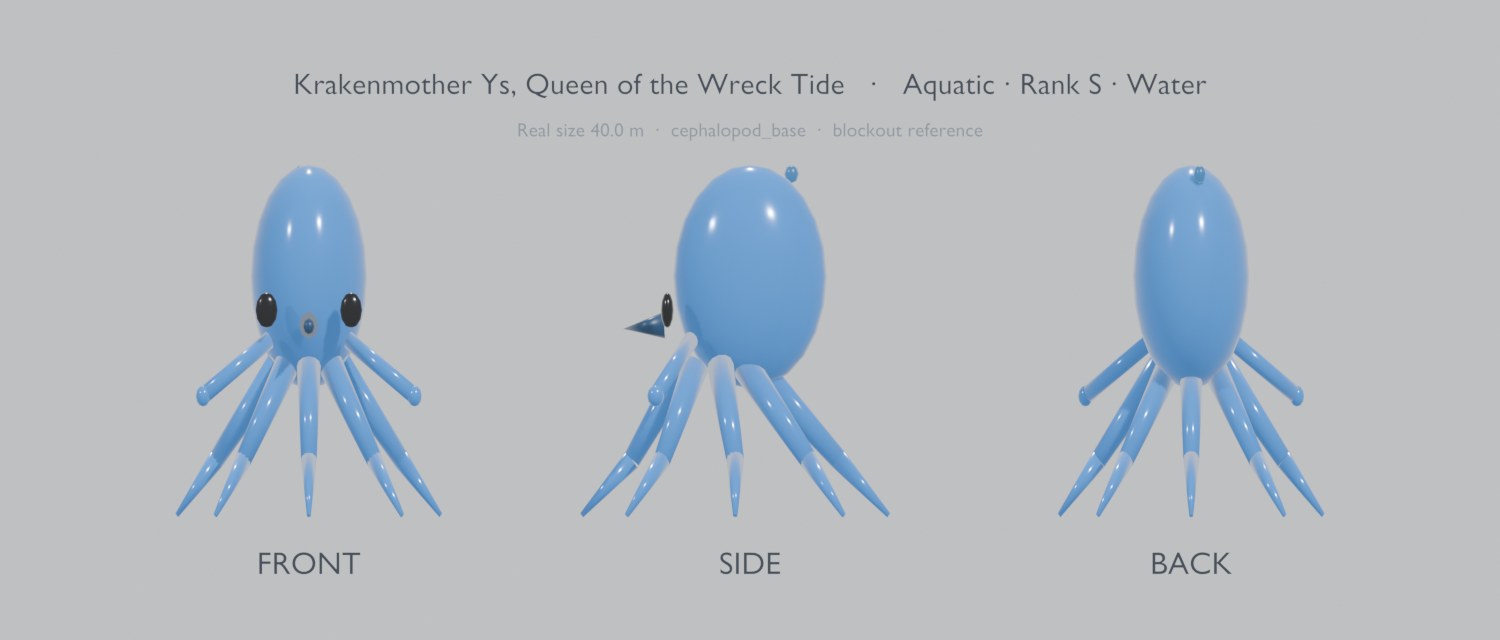 Krakenmother Ys, Queen of the Wreck Tide · Aquatic · Rank S · Water
Real size 40.0 m · cephalopod_base · blockout reference
FRONT SIDE BACK